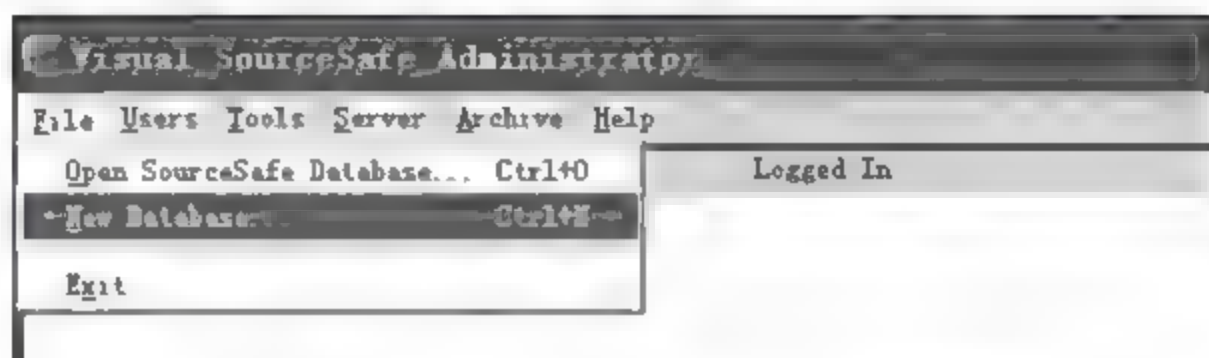 Visual SourceSafe Administrator
File Users Tools Server Archive Help
Open SourceSafe Database... Ctrl+O Logged In
New Database... Ctrl+N
Exit